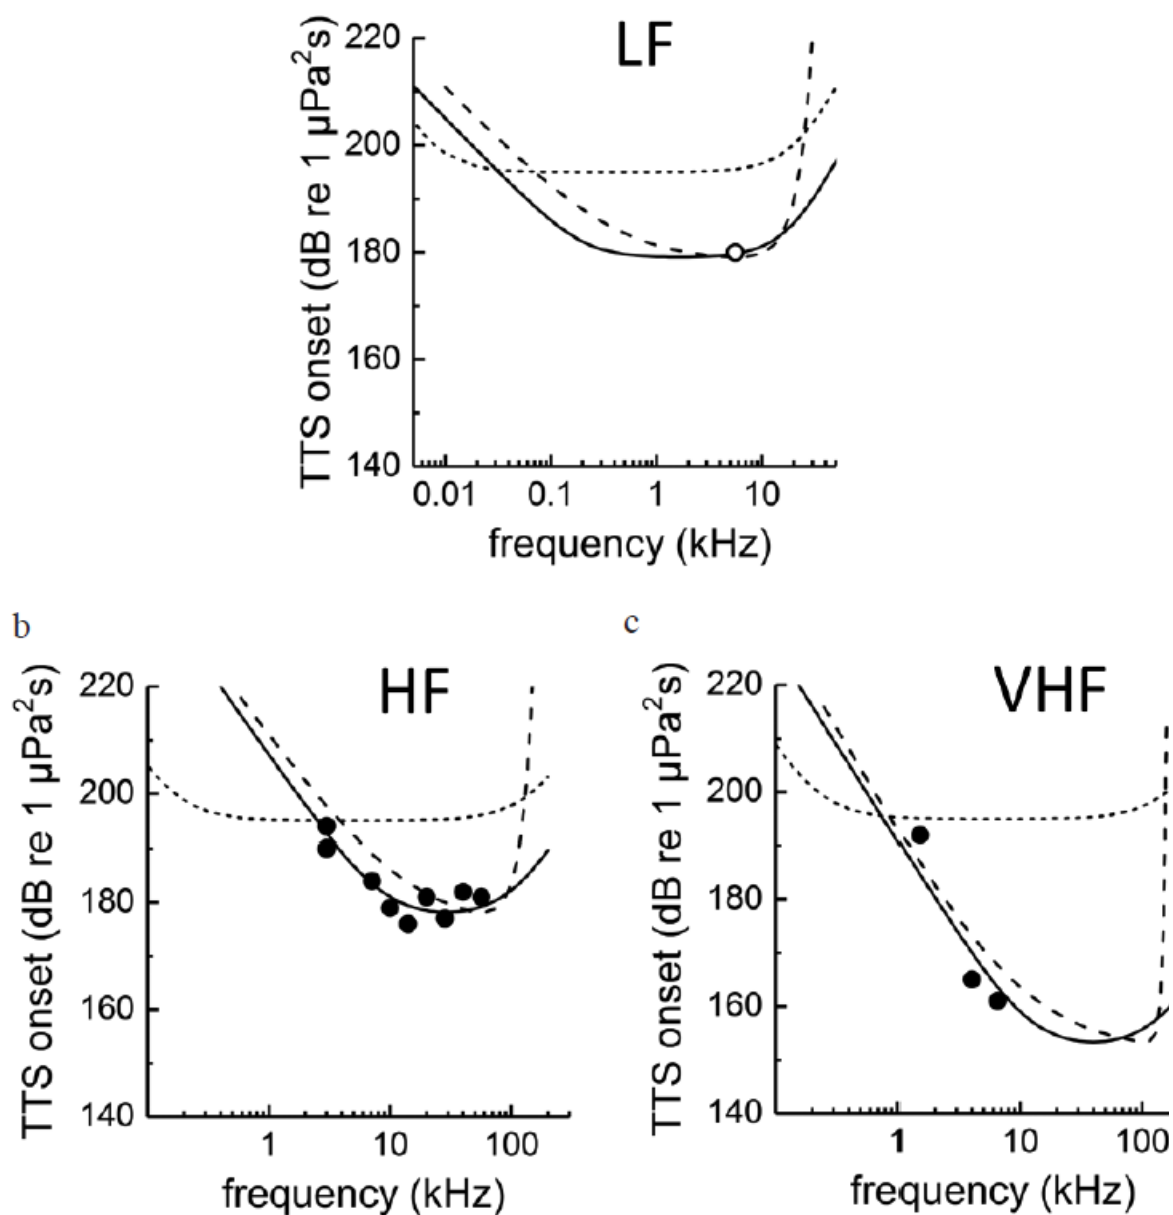 LF
TTS onset (dB re 1 µPa²s)
220
200
180
160
140
0.01 0.1 1 10
frequency (kHz)
b
HF
TTS onset (dB re 1 µPa²s)
220
200
180
160
140
1 10 100
frequency (kHz)
c
VHF
TTS onset (dB re 1 µPa²s)
220
200
180
160
140
1 10 100
frequency (kHz)